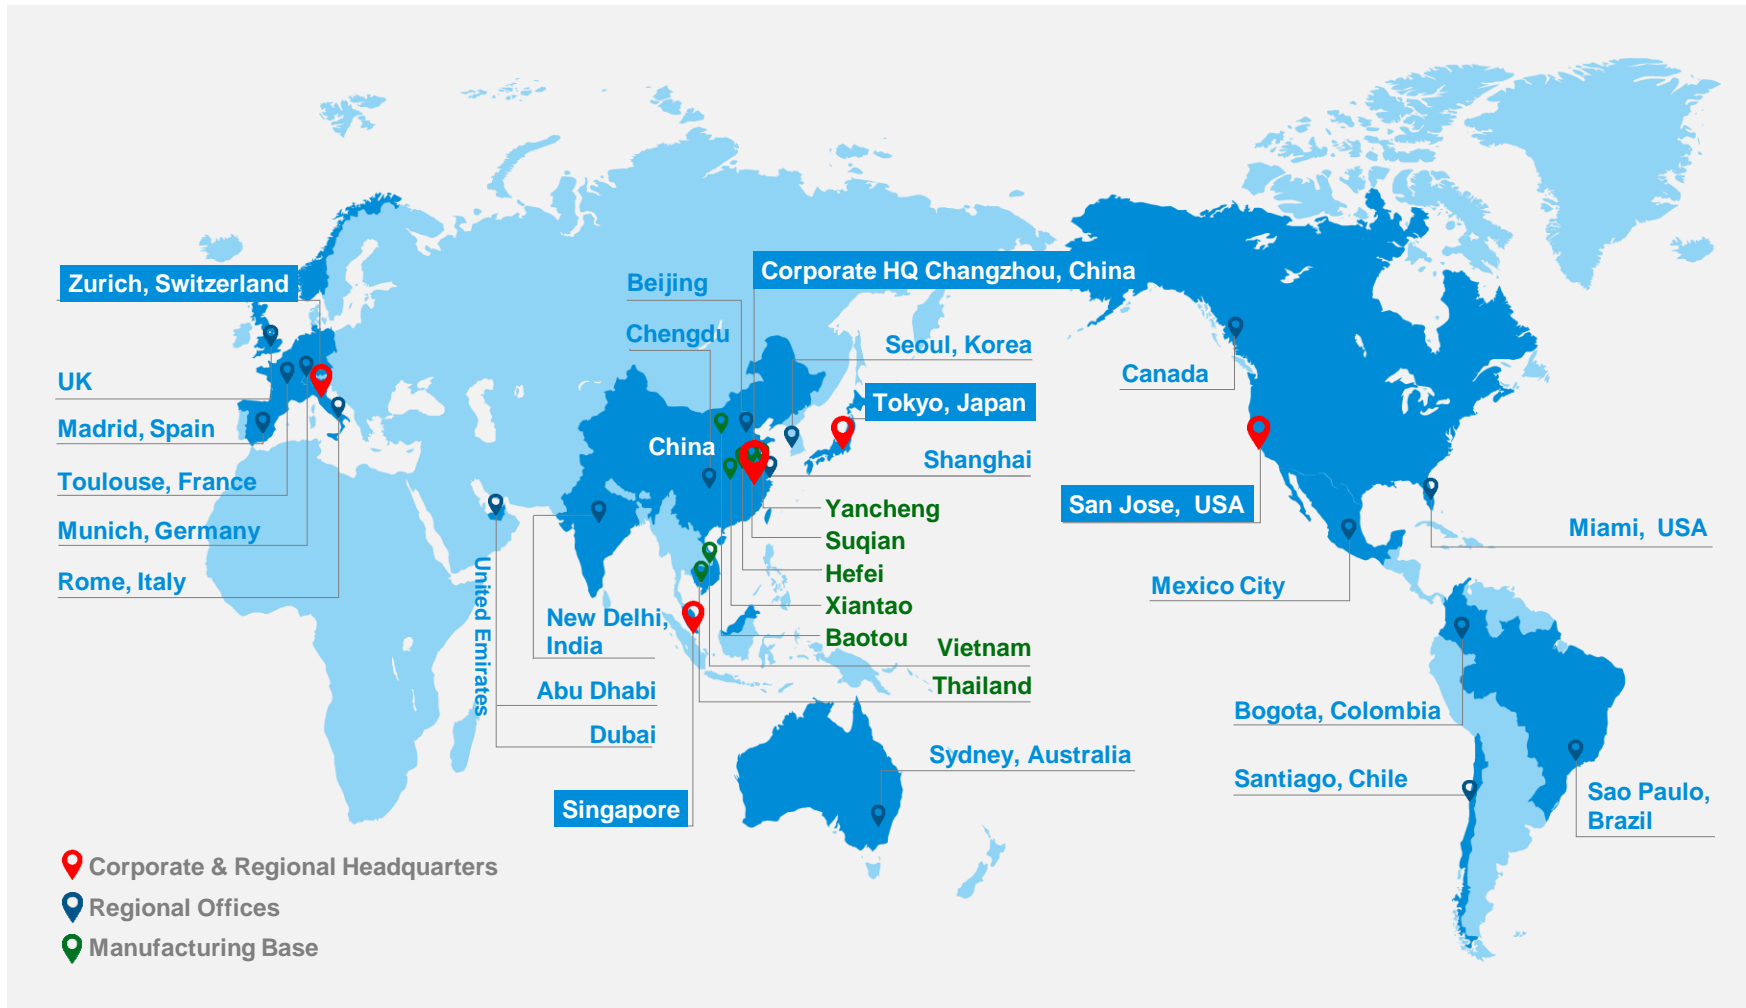 Zurich, Switzerland
UK
Madrid, Spain
Toulouse, France
Munich, Germany
Rome, Italy
United Emirates
Beijing
Chengdu
China
Corporate HQ Changzhou, China
Seoul, Korea
Tokyo, Japan
Shanghai
Yancheng
Suqian
Hefei
Xiantao
Baotou
Vietnam
Thailand
New Delhi,
India
Abu Dhabi
Dubai
Singapore
Sydney, Australia
Canada
San Jose, USA
Miami, USA
Mexico City
Bogota, Colombia
Santiago, Chile
Sao Paulo,
Brazil
Corporate & Regional Headquarters
Regional Offices
Manufacturing Base